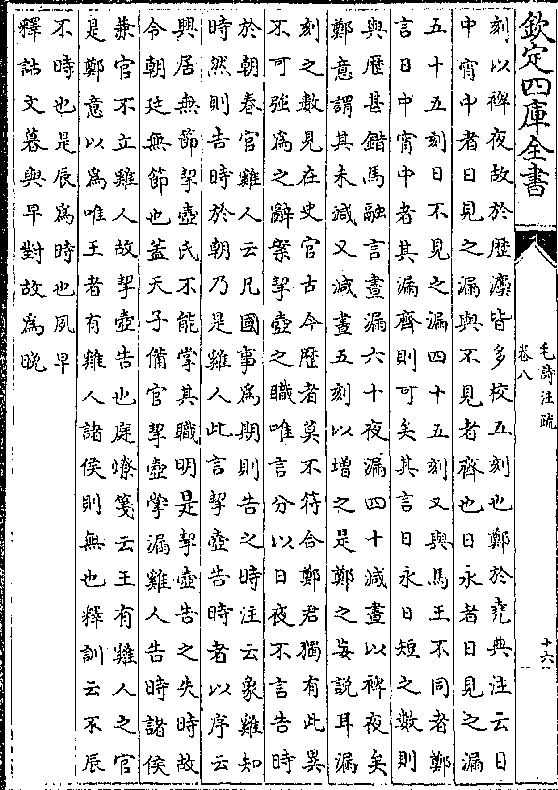 欽定四庫全書
毛詩注疏
卷八
十六
刻以裨夜故於歷灋皆多校五刻也鄭於堯典注云日
中宵中者日見之漏與不見者齊也日永者日見之漏
五十五刻日不見之漏四十五刻又與馬王不同者鄭
言日中宵中者其漏齊則可矣其言日永日短之數則
與歷甚錯馬融言晝漏六十夜漏四十減晝以裨夜矣
鄭意謂其未減又減晝五刻以增之是鄭之妄說耳漏
刻之數見在史官古今歷者莫不符合鄭君獨有此異
不可強爲之辭案挈壺之職唯言分以日夜不言告時
於朝春官雞人云凡國事爲期則告之時注云象雞知
時然則告時於朝乃是雞人此言挈壺告時者以序云
興居無節挈壺氏不能掌其職明是挈壺告之失時故
令朝廷無節也蓋天子備官挈壺掌漏雞人告時諸侯
兼官不立雞人故挈壺告也庭燎箋云王有雞人之官
是鄭意以爲唯王者有雞人諸侯則無也釋訓云不辰
不時也是辰爲時也夙早
釋詁文暮與早對故爲晚